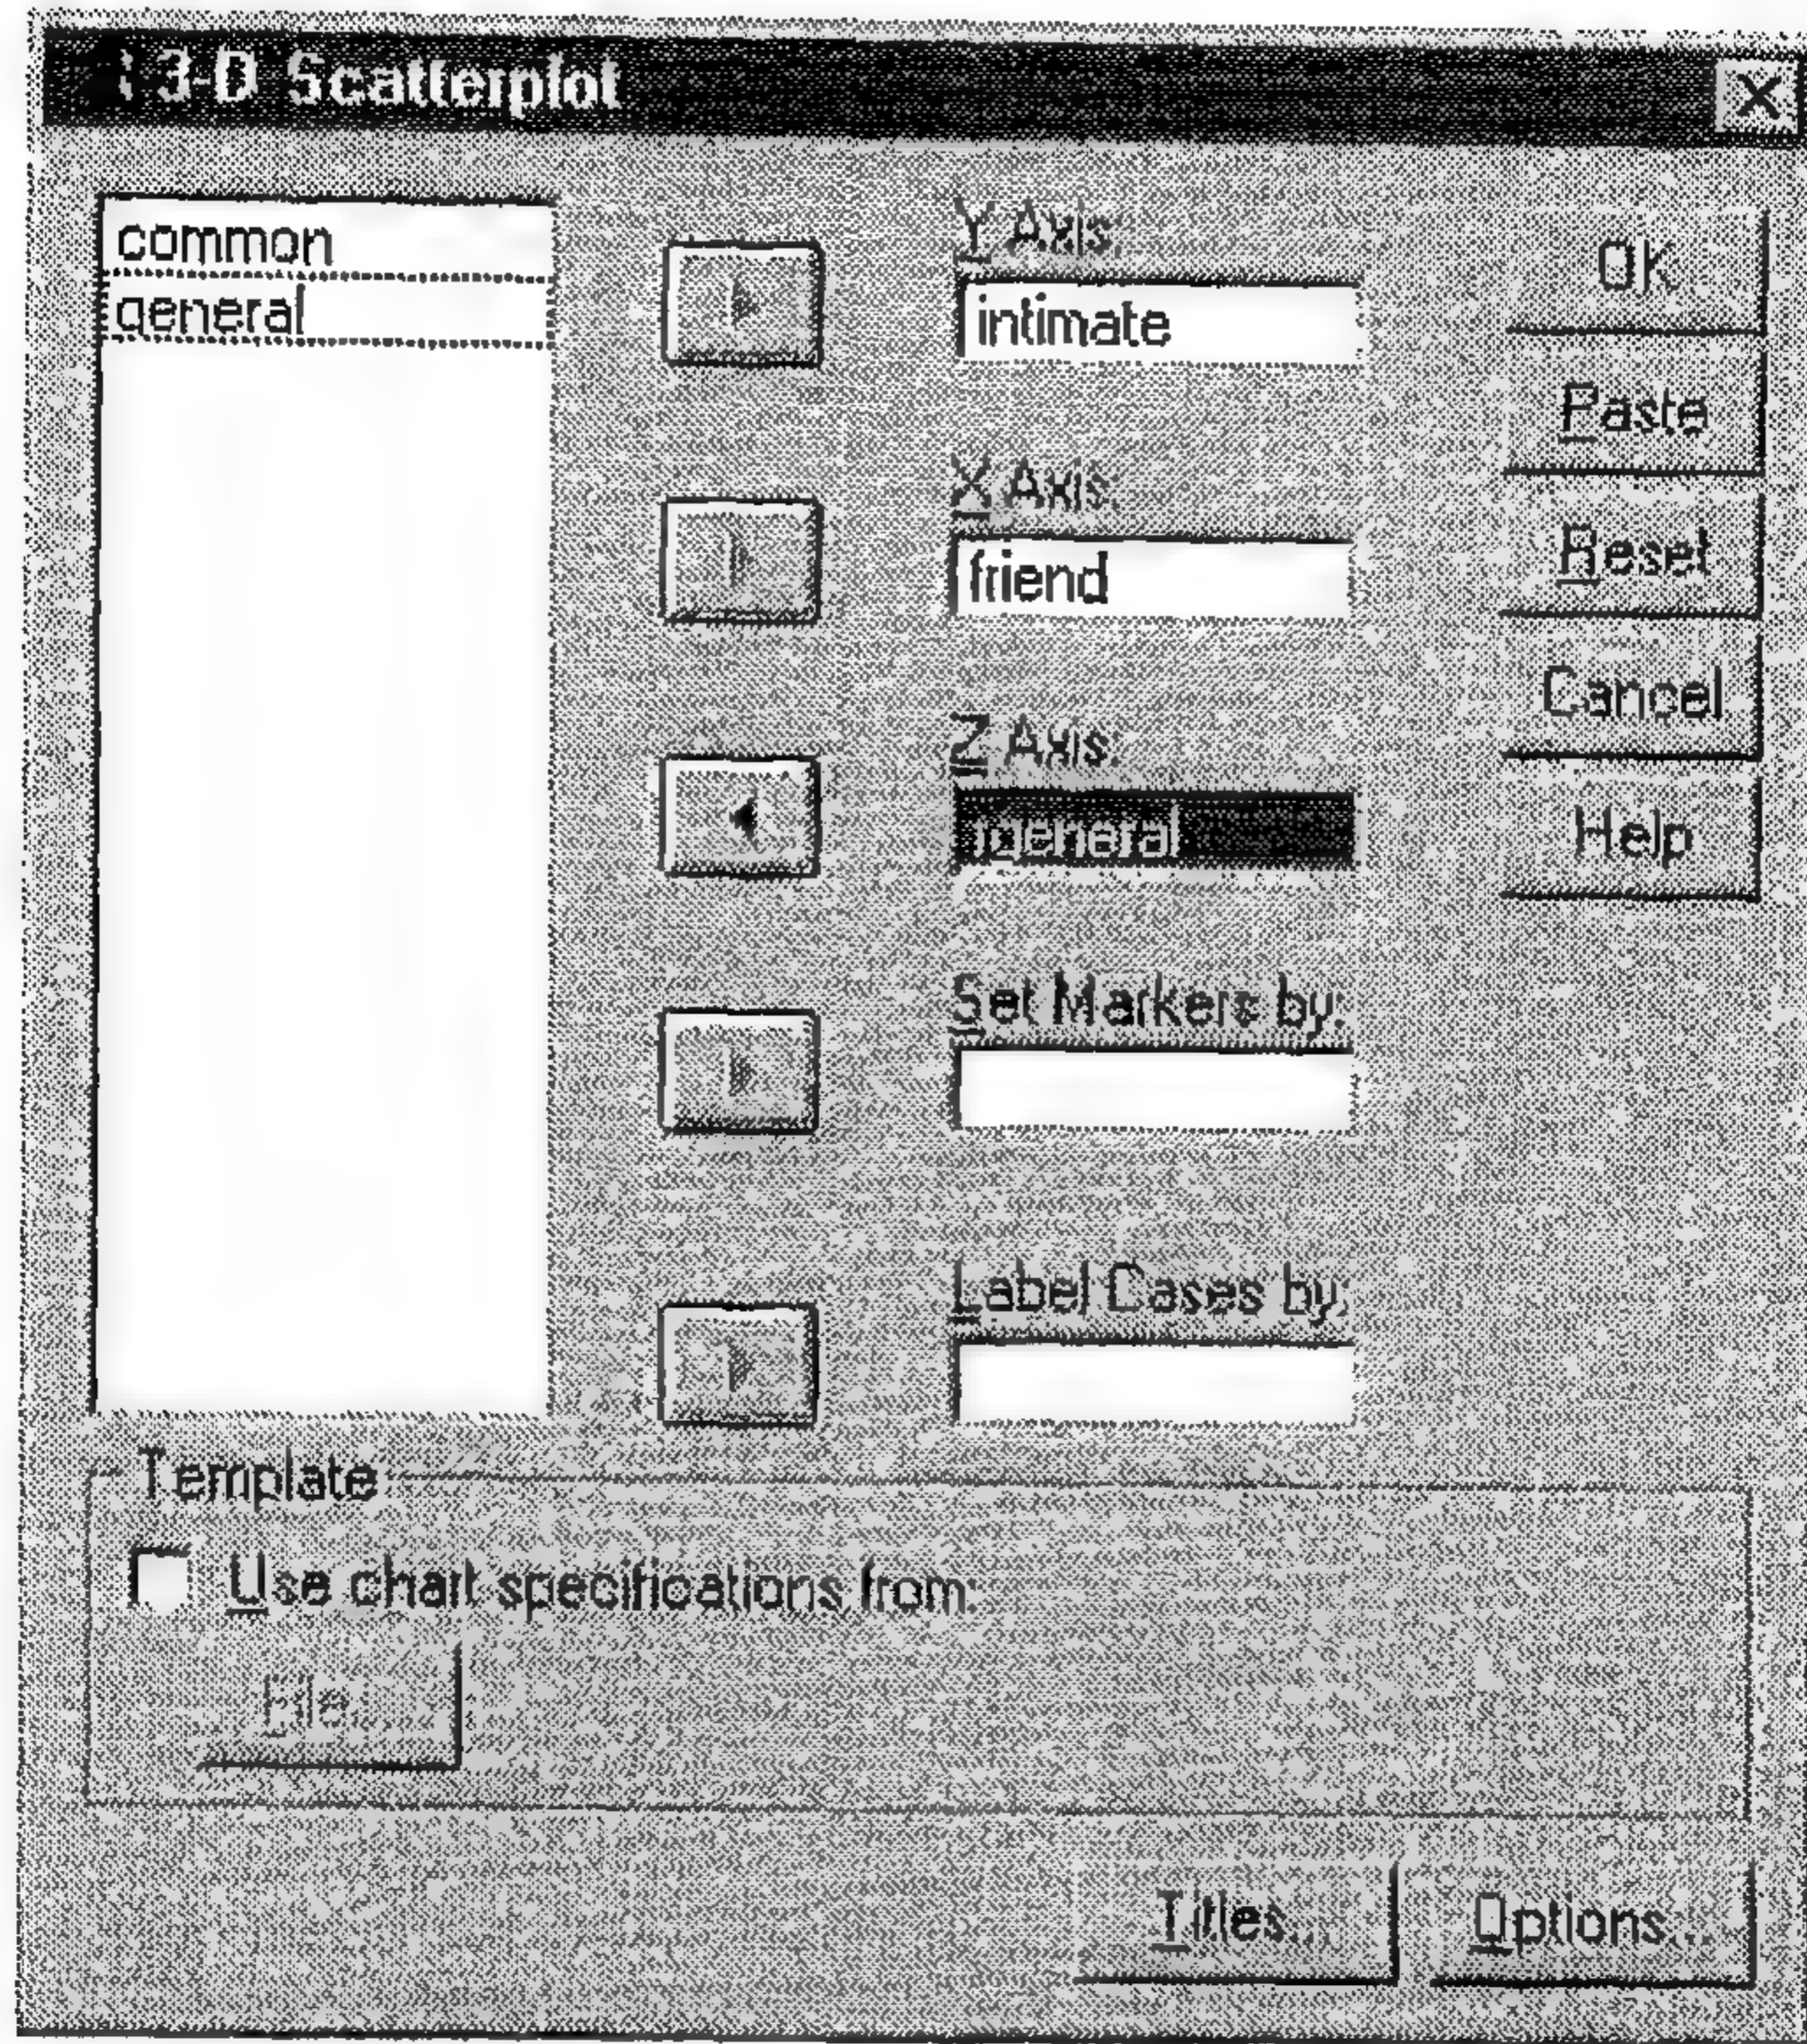 3-D Scatterplot
common
general
Y Axis:
intimate
X Axis:
friend
Z Axis:
general
Set Markers by:
Label Cases by:
OK
Paste
Reset
Cancel
Help
Template
Use chart specifications from:
File...
Titles...
Options...